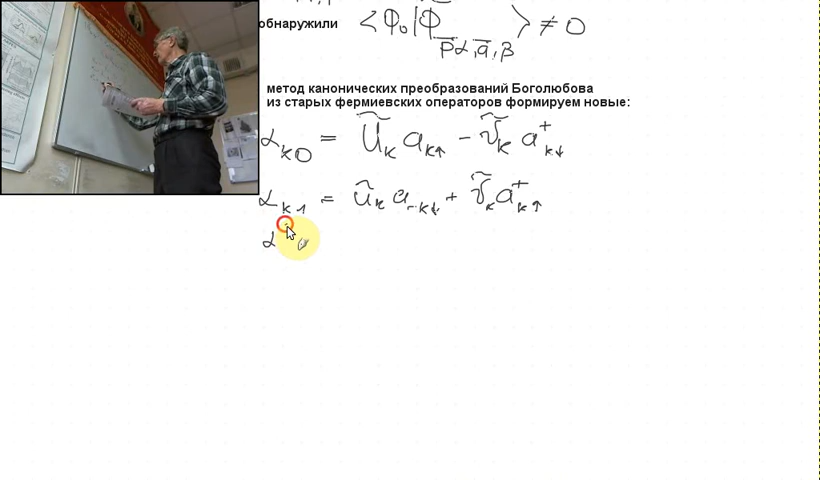 обнаружили <Φ₀|Φ p̄α,ā,β > ≠ 0
метод канонических преобразований Боголюбова
из старых фермиевских операторов формируем новые:
α_{k0} = ũ_k a_{k↑} − ṽ_k a⁺_{k↓}
α_{k1} = ũ_k a_{-k↓} + ṽ_k a⁺_{k↑}
α